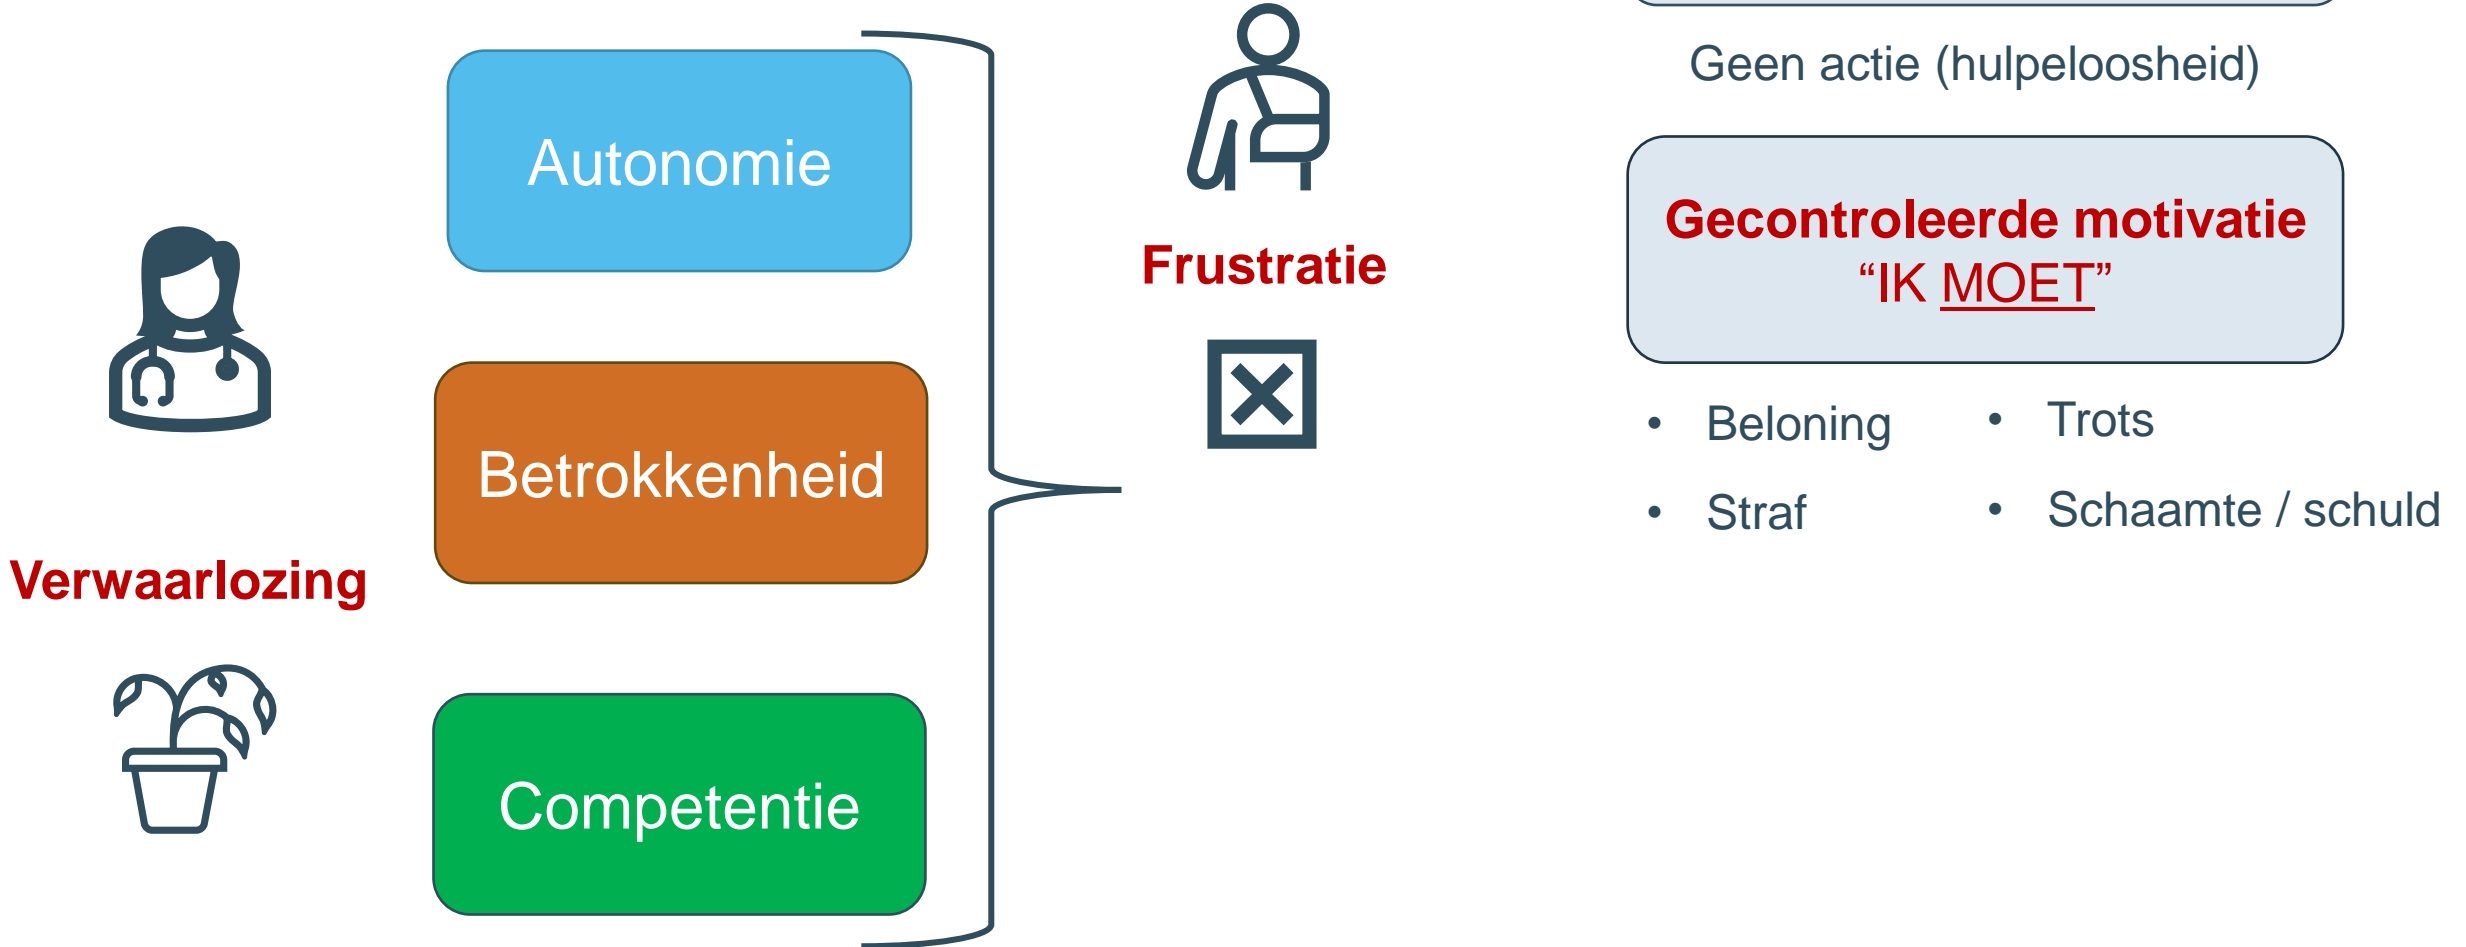 Verwaarlozing
Autonomie
Betrokkenheid
Competentie
Frustratie
Geen actie (hulpeloosheid)
Gecontroleerde motivatie
“IK MOET”
• Beloning
• Straf
• Trots
• Schaamte / schuld